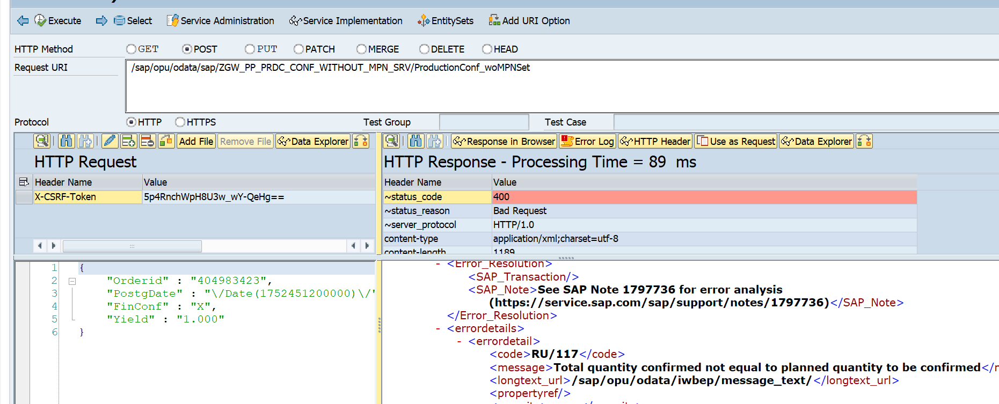 Execute Select Service Administration Service Implementation EntitySets Add URI Option
HTTP Method GET POST PUT PATCH MERGE DELETE HEAD
Request URI /sap/opu/odata/sap/ZGW_PP_PRDC_CONF_WITHOUT_MPN_SRV/ProductionConf_woMPNSet
Protocol HTTP HTTPS Test Group Test Case
Add File Remove File Data Explorer
HTTP Request
Header Name Value
X-CSRF-Token 5p4RnchWpH8U3w_wY-QeHg==
1 {
2 "Orderid" : "404983423",
3 "PostgDate" : "\/Date(1752451200000)\/"
4 "FinConf" : "X",
5 "Yield" : "1.000"
6 }
Response in Browser Error Log HTTP Header Use as Request Data Explorer
HTTP Response - Processing Time = 89 ms
Header Name Value
~status_code 400
~status_reason Bad Request
~server_protocol HTTP/1.0
content-type application/xml;charset=utf-8
content-length 1189
- <Error_Resolution>
<SAP_Transaction/>
<SAP_Note>See SAP Note 1797736 for error analysis
(https://service.sap.com/sap/support/notes/1797736)</SAP_Note>
</Error_Resolution>
- <errordetails>
- <errordetail>
<code>RU/117</code>
<message>Total quantity confirmed not equal to planned quantity to be confirmed</
<longtext_url>/sap/opu/odata/iwbep/message_text/</longtext_url>
<propertyref/>